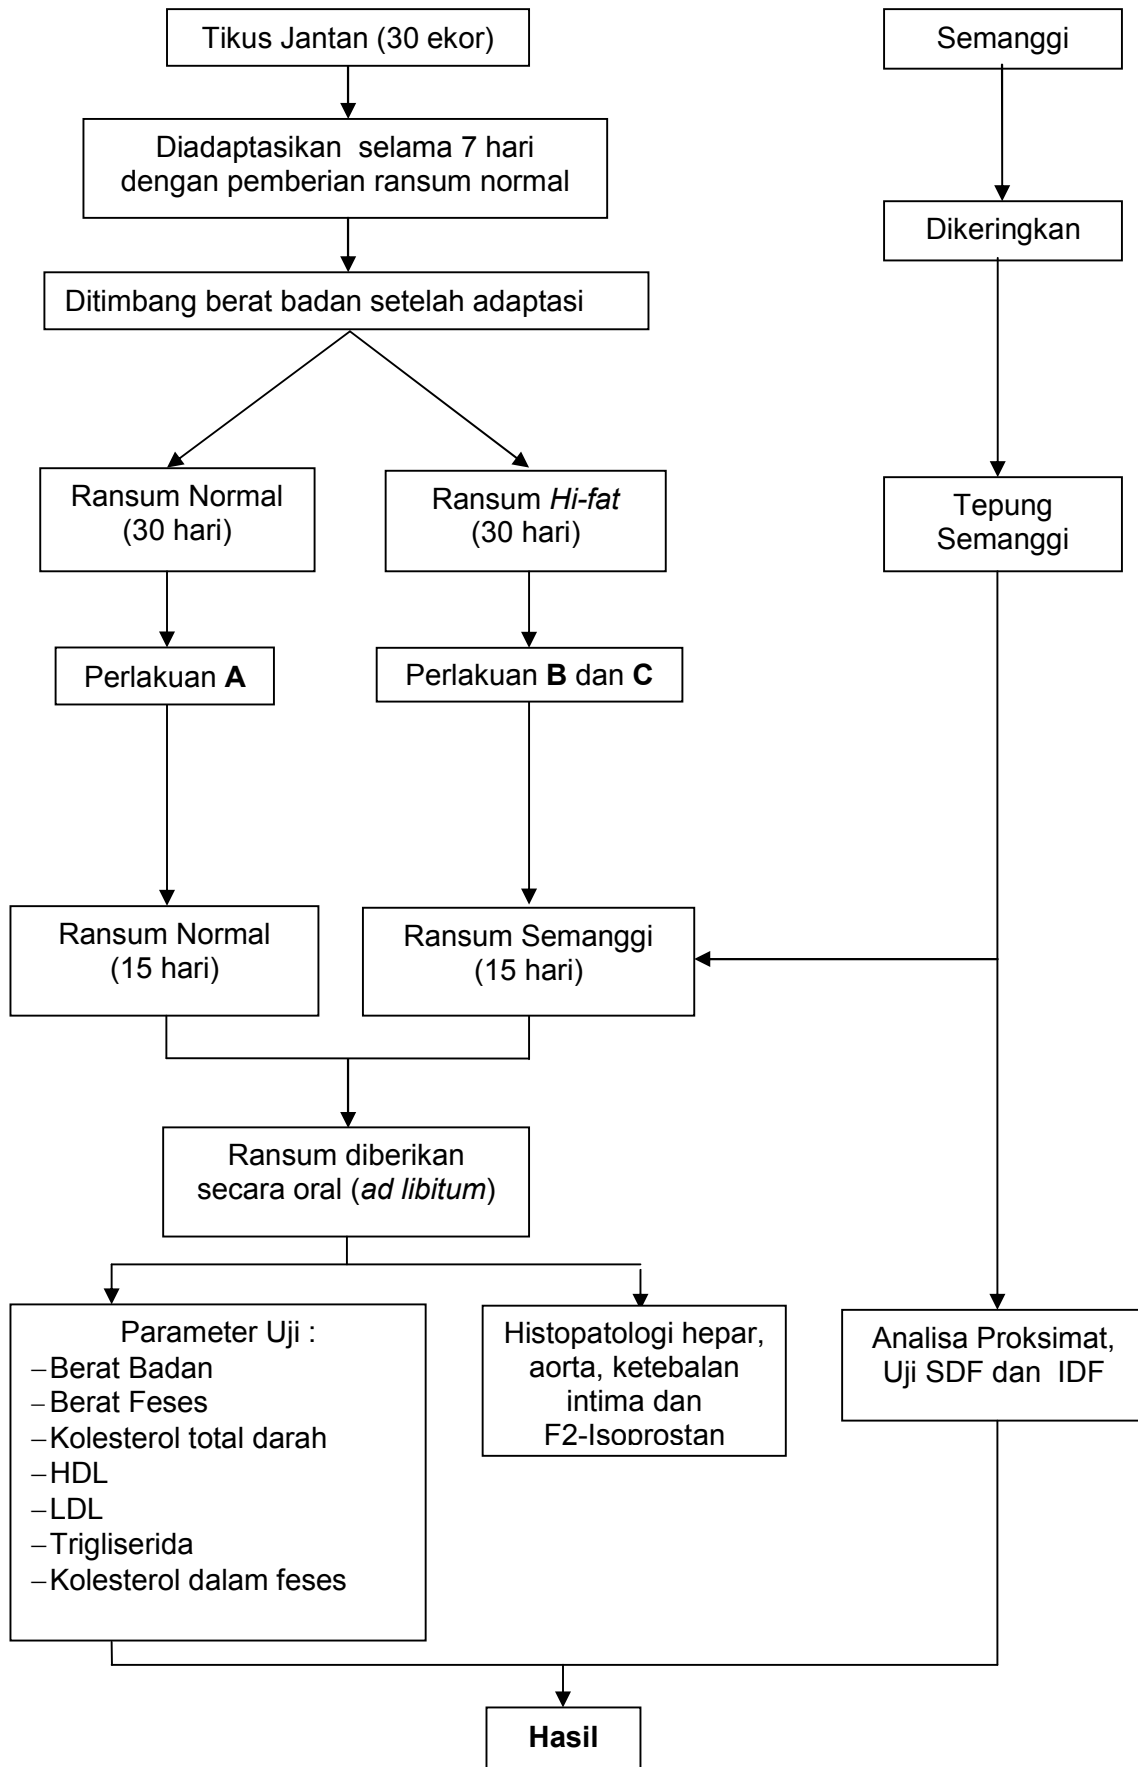 Tikus Jantan (30 ekor)
Semanggi
Diadaptasikan selama 7 hari
dengan pemberian ransum normal
Dikeringkan
Ditimbang berat badan setelah adaptasi
Ransum Normal
(30 hari)
Ransum Hi-fat
(30 hari)
Tepung
Semanggi
Perlakuan A
Perlakuan B dan C
Ransum Normal
(15 hari)
Ransum Semanggi
(15 hari)
Ransum diberikan
secara oral (ad libitum)
Parameter Uji :
–Berat Badan
–Berat Feses
–Kolesterol total darah
–HDL
–LDL
–Trigliserida
–Kolesterol dalam feses
Histopatologi hepar,
aorta, ketebalan
intima dan
F2-Isoprostan
Analisa Proksimat,
Uji SDF dan IDF
Hasil